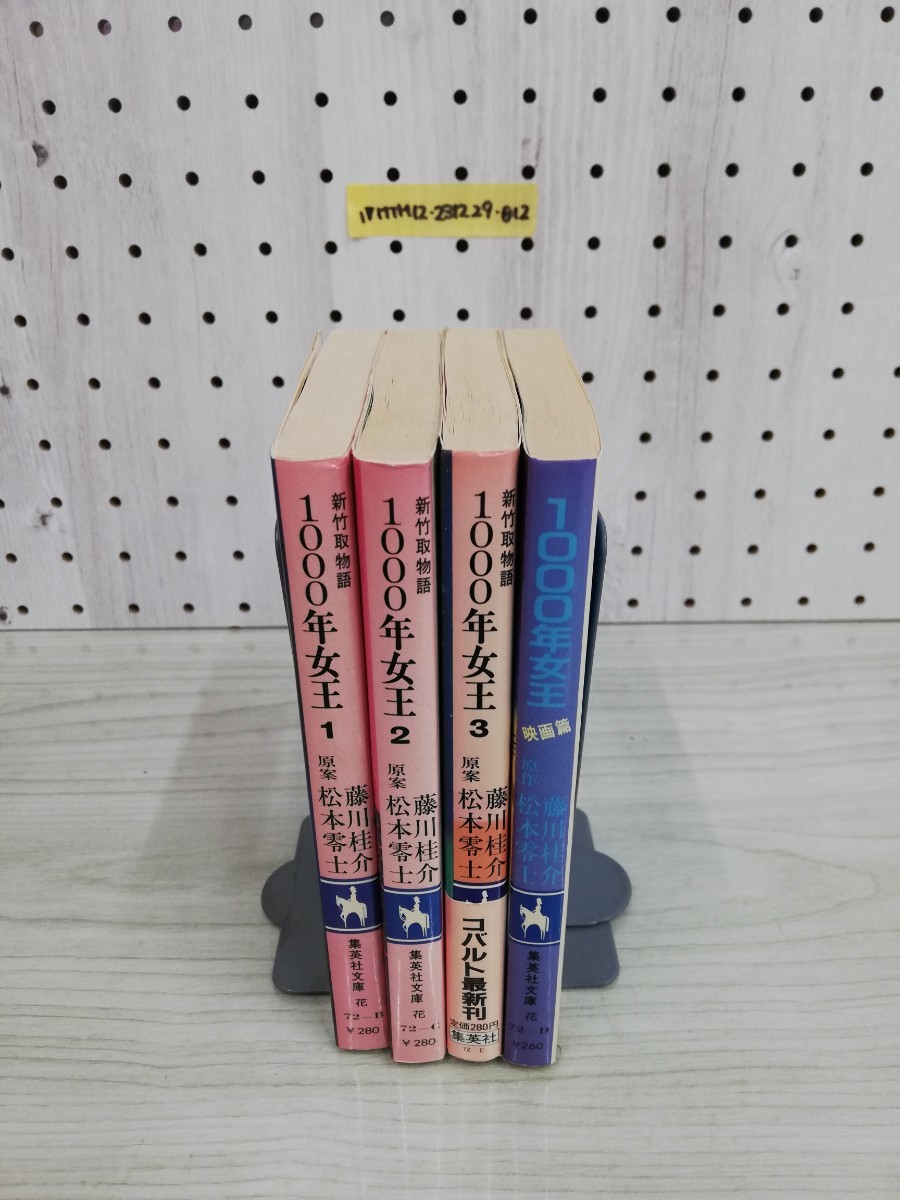 新竹取物語
1000年女王 1
原案
藤川桂介
松本零士
集英社文庫 花
72-B
¥280
新竹取物語
1000年女王 2
原案
藤川桂介
松本零士
集英社文庫 花
72-C
¥280
新竹取物語
1000年女王 3
原案
藤川桂介
松本零士
コバルト最新刊
定価280円
集英社
72 E
1000年女王
映画篇
原作
藤川桂介
松本零士
集英社文庫 花
72-D
¥260